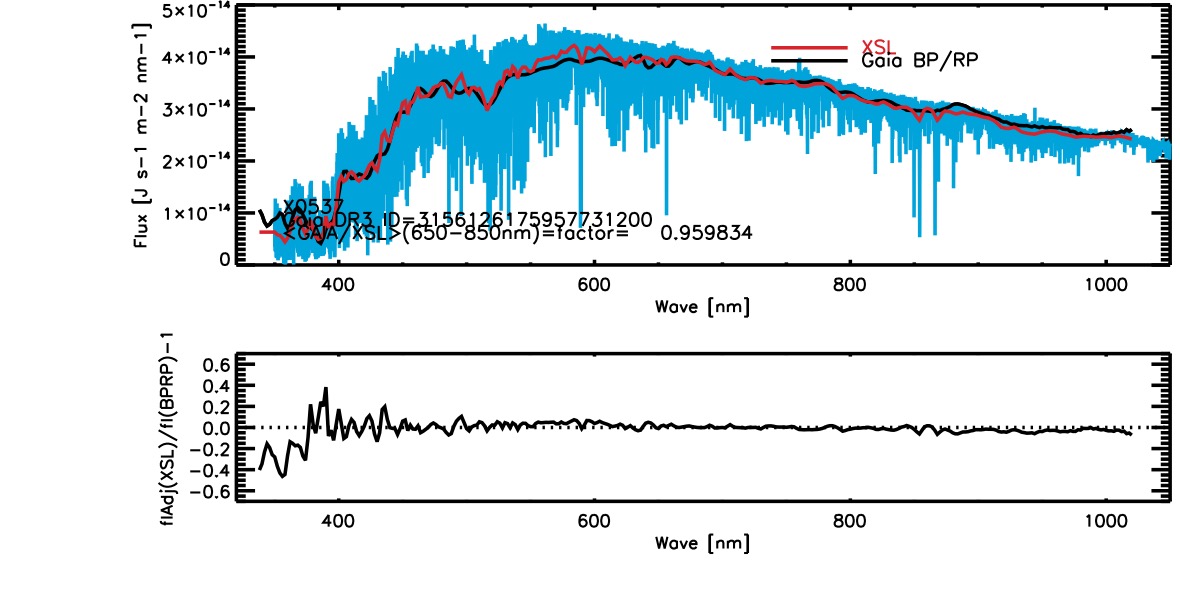 5×10−14
4×10−14
3×10−14
2×10−14
1×10−14
0
Flux [J s−1 m−2 nm−1]
XSL
Gaia BP/RP
X0537
Gaia DR3 ID=31561261759957731200
<GAIA/XSL>(650−850nm)=factor= 0.959834
400 600 800 1000
Wave [nm]
0.6
0.4
0.2
0.0
−0.2
−0.4
−0.6
flAdj(XSL)/fl(BPRP)−1
400 600 800 1000
Wave [nm]